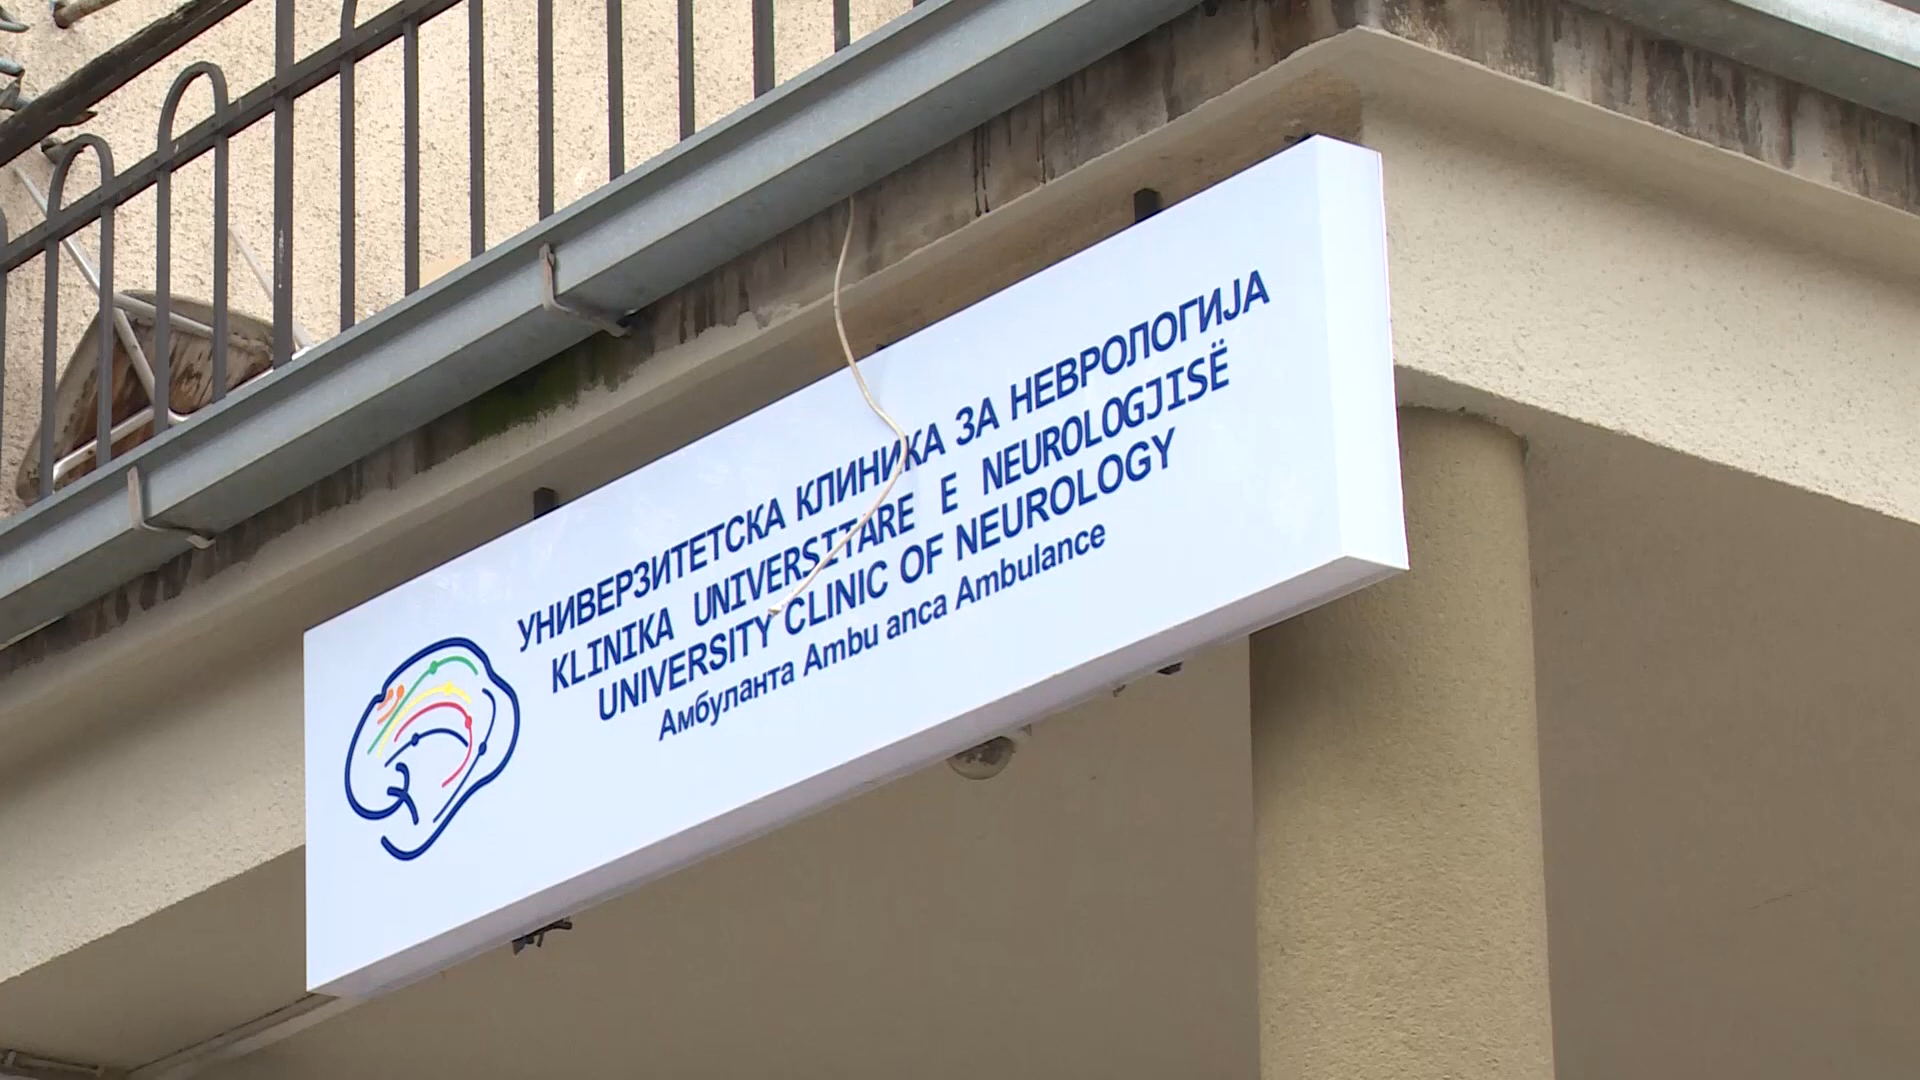 УНИВЕРЗИТЕТСКА КЛИНИКА ЗА НЕВРОЛОГИЈА
KLINIKA UNIVERSITARE E NEUROLOGJISË
UNIVERSITY CLINIC OF NEUROLOGY
Амбуланта Ambu anca Ambulance